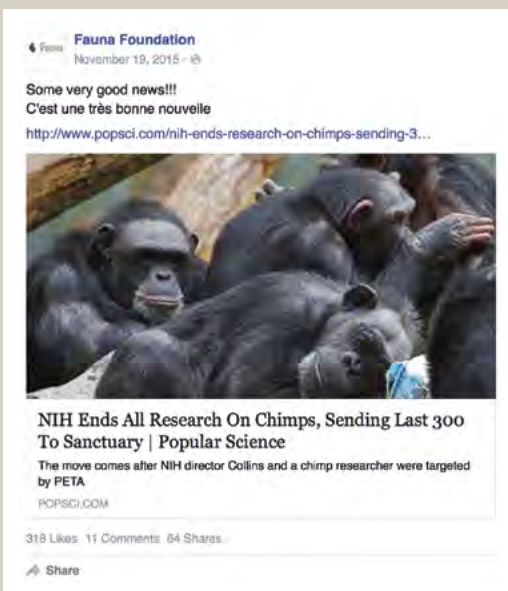 Fauna
Fauna Foundation
November 19, 2015
Some very good news!!!
C'est une très bonne nouvelle
http://www.popsci.com/nih-ends-research-on-chimps-sending-3...
NIH Ends All Research On Chimps, Sending Last 300
To Sanctuary | Popular Science
The move comes after NIH director Collins and a chimp researcher were targeted
by PETA
POPSCI.COM
318 Likes 11 Comments 84 Shares
Share